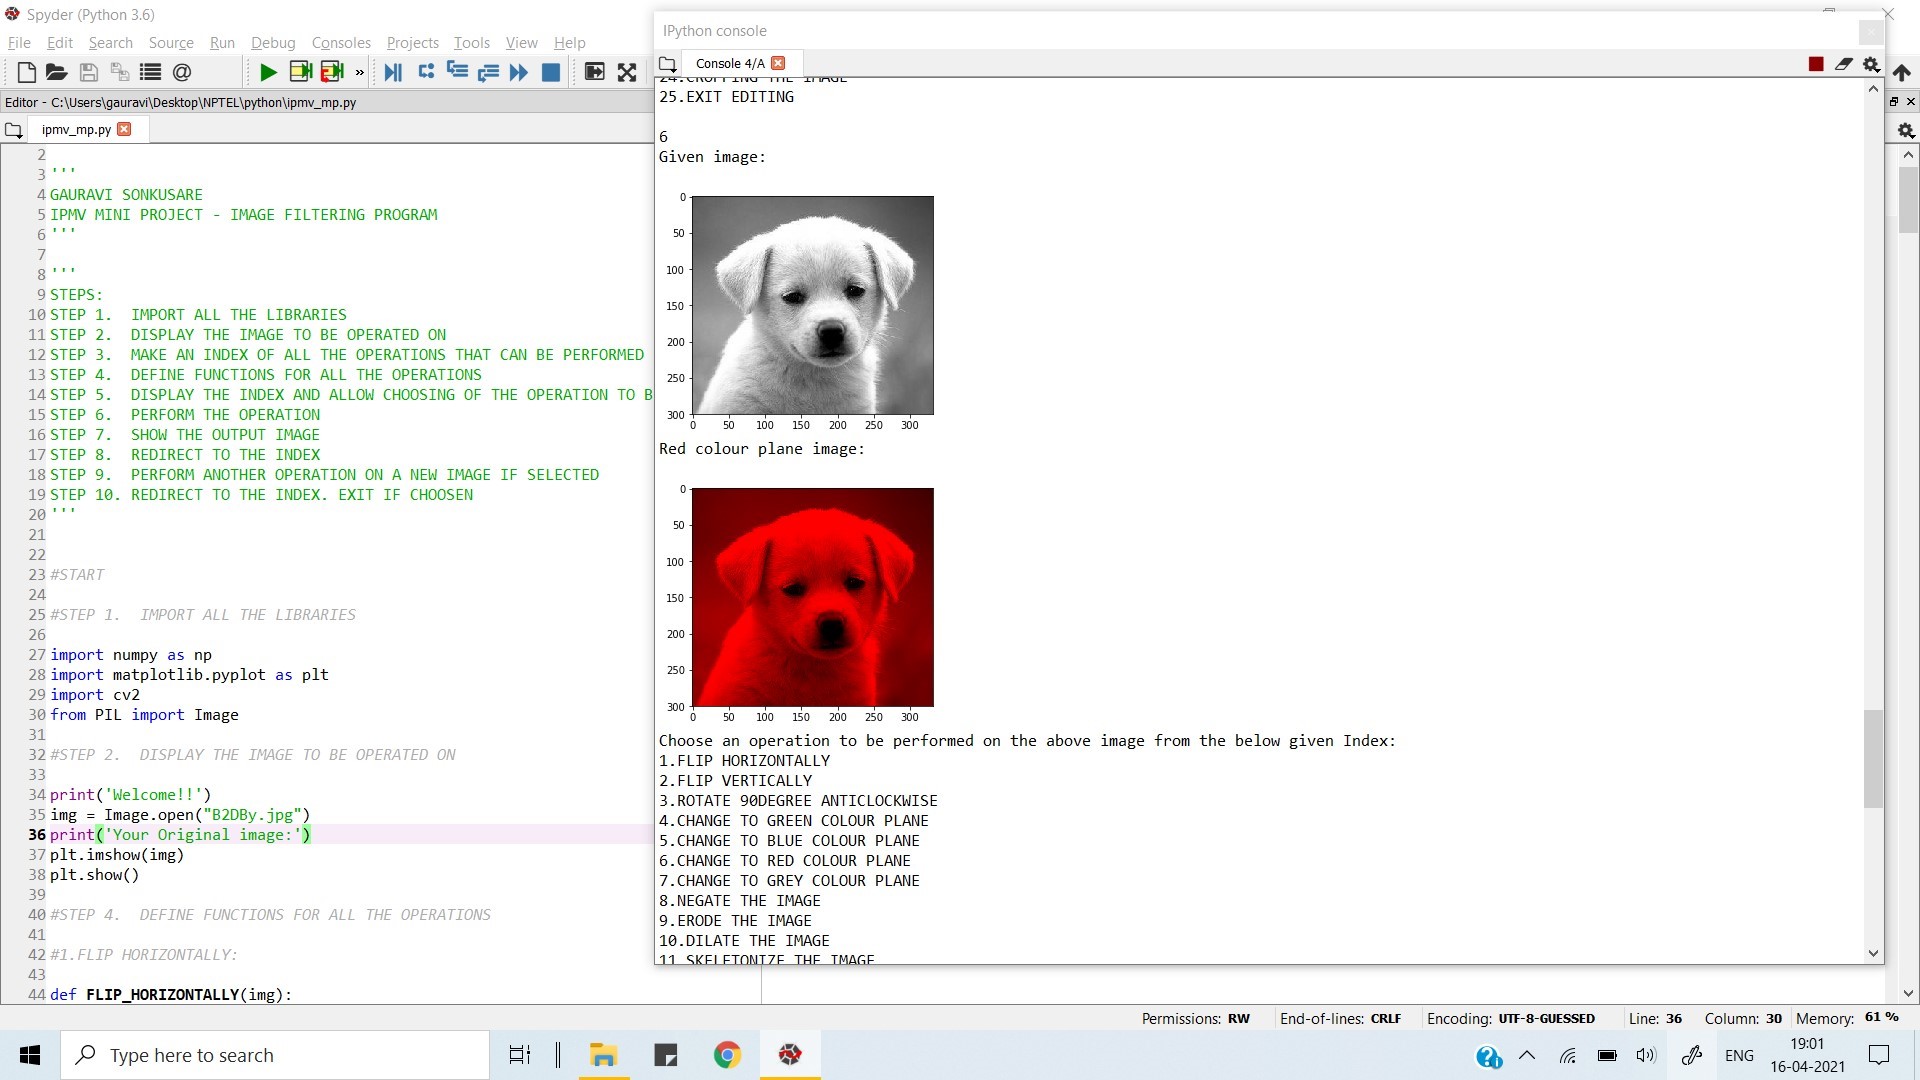 Spyder (Python 3.6)
File Edit Search Source Run Debug Consoles Projects Tools View Help
@ »
Editor - C:\Users\gauravi\Desktop\NPTEL\python\ipmv_mp.py
ipmv_mp.py
2
3 '''
4 GAURAVI SONKUSARE
5 IPMV MINI PROJECT - IMAGE FILTERING PROGRAM
6 '''
7
8 '''
9 STEPS:
10 STEP 1.  IMPORT ALL THE LIBRARIES
11 STEP 2.  DISPLAY THE IMAGE TO BE OPERATED ON
12 STEP 3.  MAKE AN INDEX OF ALL THE OPERATIONS THAT CAN BE PERFORMED
13 STEP 4.  DEFINE FUNCTIONS FOR ALL THE OPERATIONS
14 STEP 5.  DISPLAY THE INDEX AND ALLOW CHOOSING OF THE OPERATION TO B
15 STEP 6.  PERFORM THE OPERATION
16 STEP 7.  SHOW THE OUTPUT IMAGE
17 STEP 8.  REDIRECT TO THE INDEX
18 STEP 9.  PERFORM ANOTHER OPERATION ON A NEW IMAGE IF SELECTED
19 STEP 10. REDIRECT TO THE INDEX. EXIT IF CHOOSEN
20 '''
21
22
23 #START
24
25 #STEP 1.  IMPORT ALL THE LIBRARIES
26
27 import numpy as np
28 import matplotlib.pyplot as plt
29 import cv2
30 from PIL import Image
31
32 #STEP 2.  DISPLAY THE IMAGE TO BE OPERATED ON
33
34 print('Welcome!!')
35 img = Image.open("B2DBy.jpg")
36 print('Your Original image:')
37 plt.imshow(img)
38 plt.show()
39
40 #STEP 4.  DEFINE FUNCTIONS FOR ALL THE OPERATIONS
41
42 #1.FLIP HORIZONTALLY:
43
44 def FLIP_HORIZONTALLY(img):
IPython console
Console 4/A
24.CROPPING THE IMAGE
25.EXIT EDITING
6
Given image:
0
50
100
150
200
250
300
0 50 100 150 200 250 300
Red colour plane image:
0
50
100
150
200
250
300
0 50 100 150 200 250 300
Choose an operation to be performed on the above image from the below given Index:
1.FLIP HORIZONTALLY
2.FLIP VERTICALLY
3.ROTATE 90DEGREE ANTICLOCKWISE
4.CHANGE TO GREEN COLOUR PLANE
5.CHANGE TO BLUE COLOUR PLANE
6.CHANGE TO RED COLOUR PLANE
7.CHANGE TO GREY COLOUR PLANE
8.NEGATE THE IMAGE
9.ERODE THE IMAGE
10.DILATE THE IMAGE
11.SKELETONIZE THE IMAGE
Permissions: RW End-of-lines: CRLF Encoding: UTF-8-GUESSED Line: 36 Column: 30 Memory: 61 %
Type here to search
ENG
19:01
16-04-2021